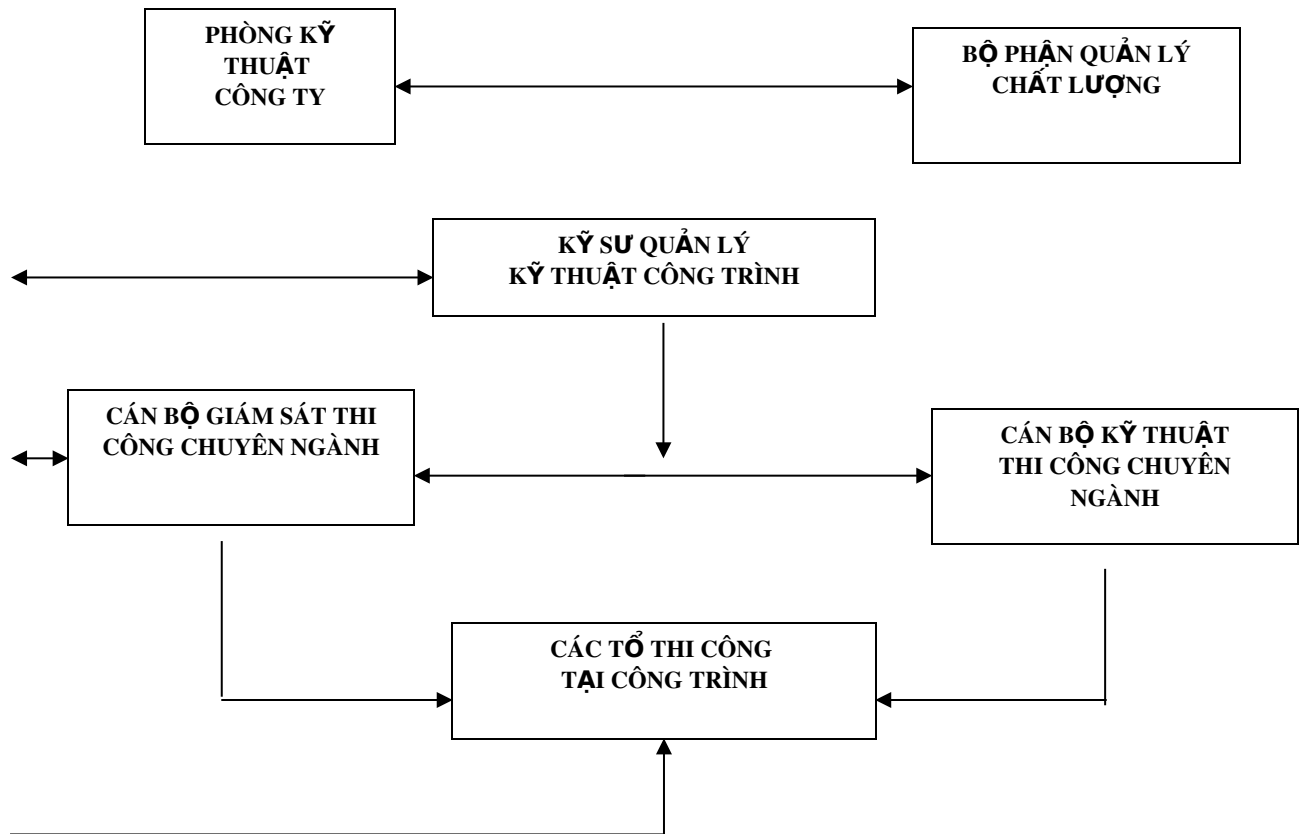 PHÒNG KỸ
THUẬT
CÔNG TY
BỘ PHẬN QUẢN LÝ
CHẤT LƯỢNG
KỸ SƯ QUẢN LÝ
KỸ THUẬT CÔNG TRÌNH
CÁN BỘ GIÁM SÁT THI
CÔNG CHUYÊN NGÀNH
CÁN BỘ KỸ THUẬT
THI CÔNG CHUYÊN
NGÀNH
CÁC TỔ THI CÔNG
TẠI CÔNG TRÌNH